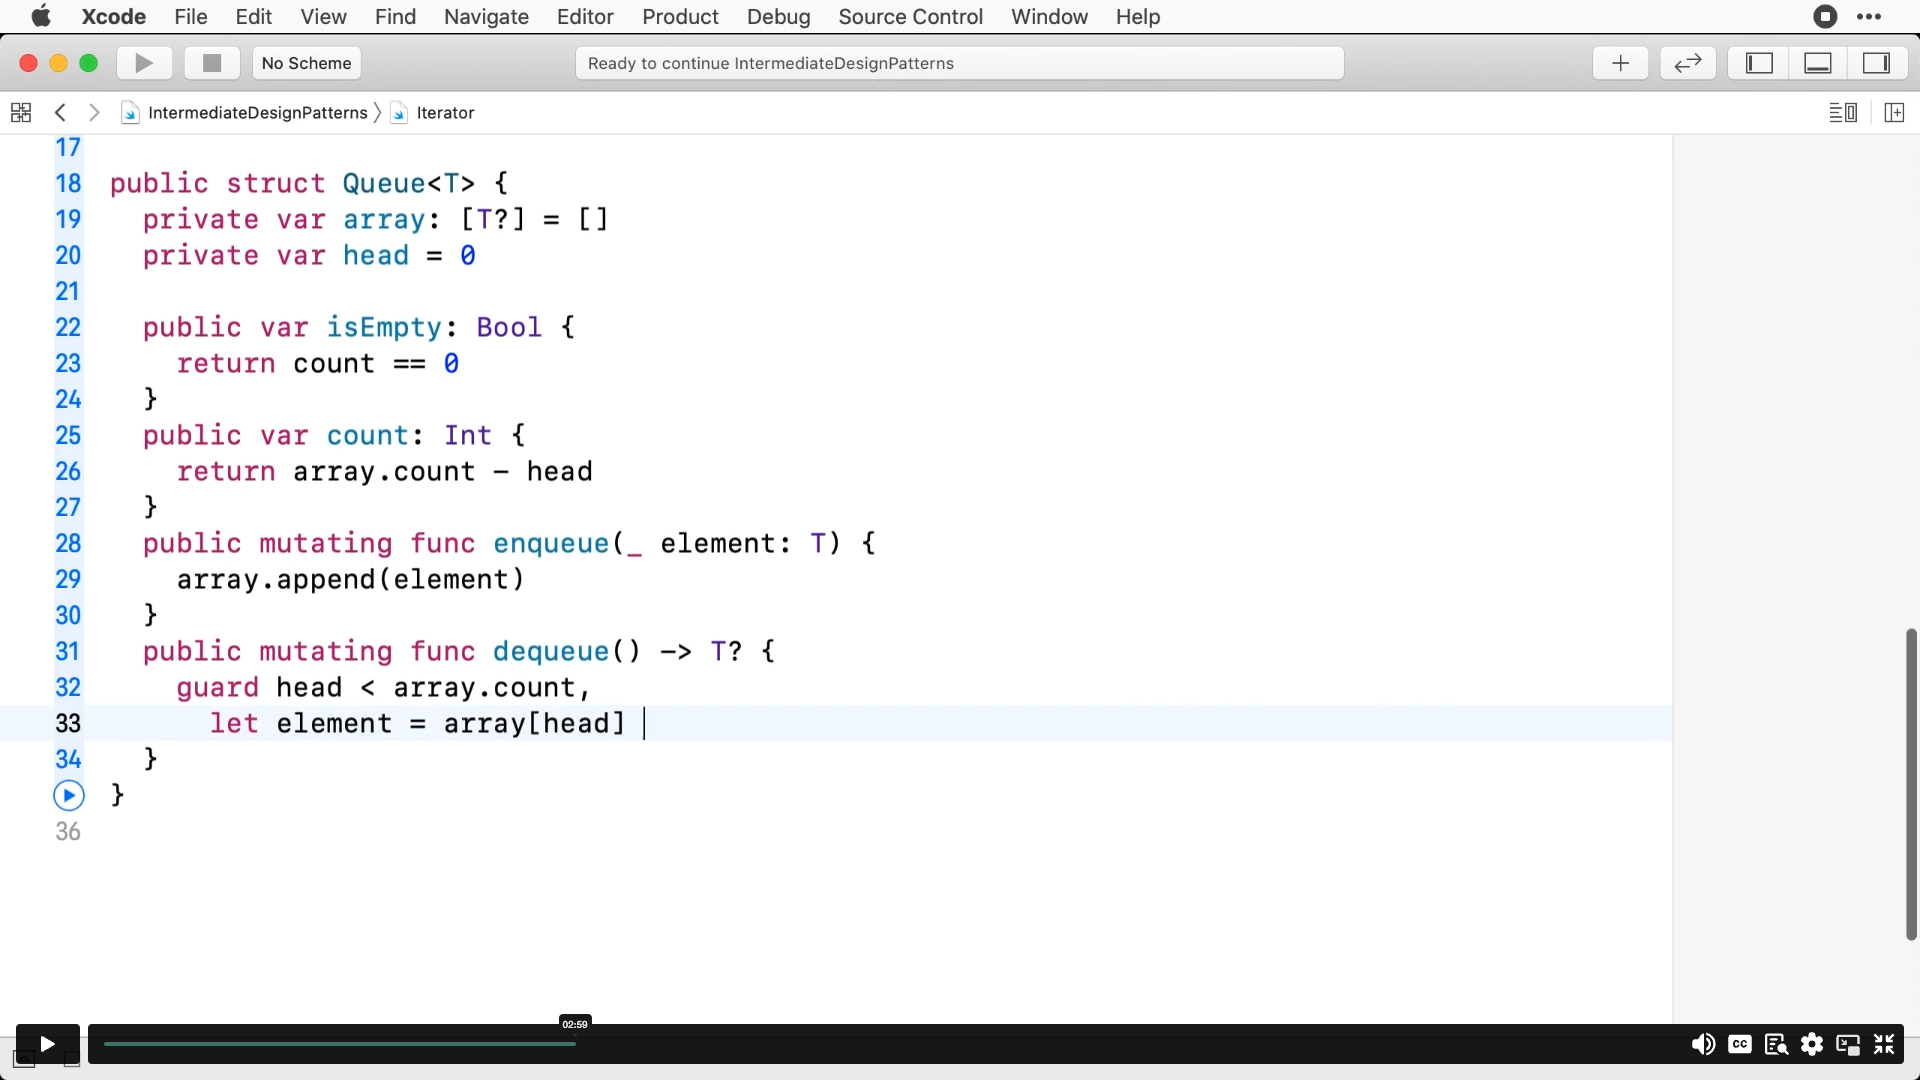 Xcode File Edit View Find Navigate Editor Product Debug Source Control Window Help
No Scheme
Ready to continue IntermediateDesignPatterns
IntermediateDesignPatterns
Iterator
17
18 public struct Queue<T> {
19 private var array: [T?] = []
20 private var head = 0
21
22 public var isEmpty: Bool {
23 return count == 0
24 }
25 public var count: Int {
26 return array.count - head
27 }
28 public mutating func enqueue(_ element: T) {
29 array.append(element)
30 }
31 public mutating func dequeue() -> T? {
32 guard head < array.count,
33 let element = array[head]
34 }
}
36
02:59
CC